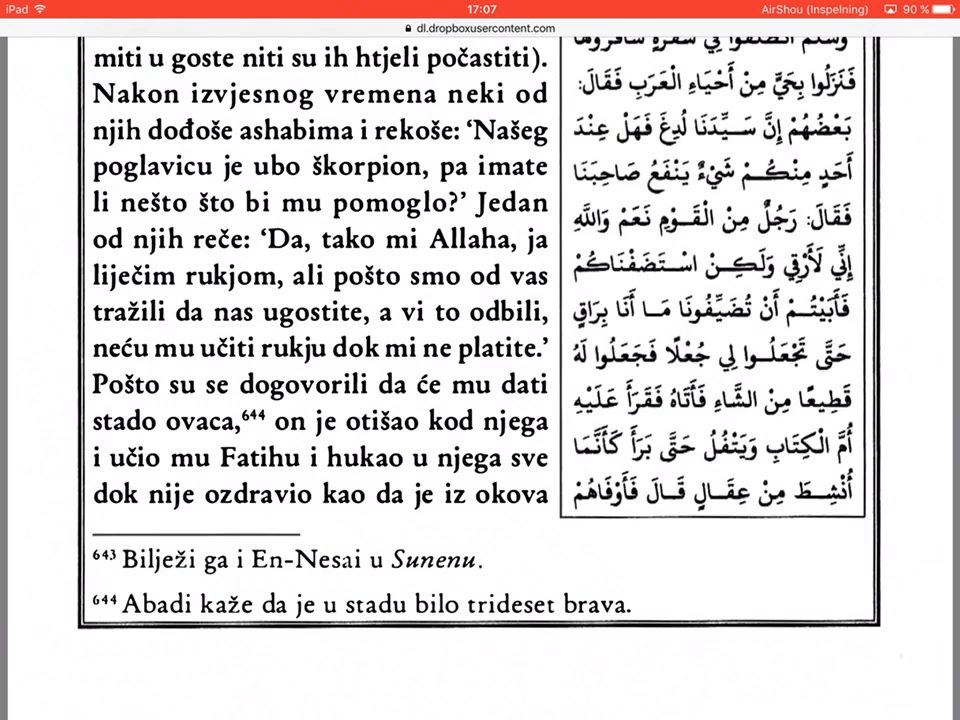 iPad
17:07
AirShou (Inspelning)
90 %
dl.dropboxusercontent.com
miti u goste niti su ih htjeli počastiti).
Nakon izvjesnog vremena neki od
njih dođoše ashabima i rekoše: ‘Našeg
poglavicu je ubo škorpion, pa imate
li nešto što bi mu pomoglo?’ Jedan
od njih reče: ‘Da, tako mi Allaha, ja
liječim rukjom, ali pošto smo od vas
tražili da nas ugostite, a vi to odbili,
neću mu učiti rukju dok mi ne platite.’
Pošto su se dogovorili da će mu dati
stado ovaca,⁶⁴⁴ on je otišao kod njega
i učio mu Fatihu i hukao u njega sve
dok nije ozdravio kao da je iz okova
وَسَلَّمَ انْطَلَقُوا فِي سَفْرَةٍ سَافَرُوهَا
فَنَزَلُوا بِحَيٍّ مِنْ أَحْيَاءِ الْعَرَبِ فَقَالَ:
بَعْضُهُمْ إِنَّ سَيِّدَنَا لُدِغَ فَهَلْ عِنْدَ
أَحَدٍ مِنْكُمْ شَيْءٌ يَنْفَعُ صَاحِبَنَا
فَقَالَ: رَجُلٌ مِنْ الْقَوْمِ نَعَمْ وَاللَّهِ
إِنِّي لَأَرْقِي وَلَكِنْ اسْتَضَفْنَاكُمْ
فَأَبَيْتُمْ أَنْ تُضَيِّفُونَا مَا أَنَا بِرَاقٍ
حَتَّى تَجْعَلُوا لِي جُعْلًا فَجَعَلُوا لَهُ
قَطِيعًا مِنْ الشَّاءِ فَأَتَاهُ فَقَرَأَ عَلَيْهِ
أُمَّ الْكِتَابِ وَيَتْفُلُ حَتَّى بَرَأَ كَأَنَّمَا
أُنْشِطَ مِنْ عِقَالٍ قَالَ فَأَوْفَاهُمْ
⁶⁴³ Bilježi ga i En-Nesai u Sunenu.
⁶⁴⁴ Abadi kaže da je u stadu bilo trideset brava.